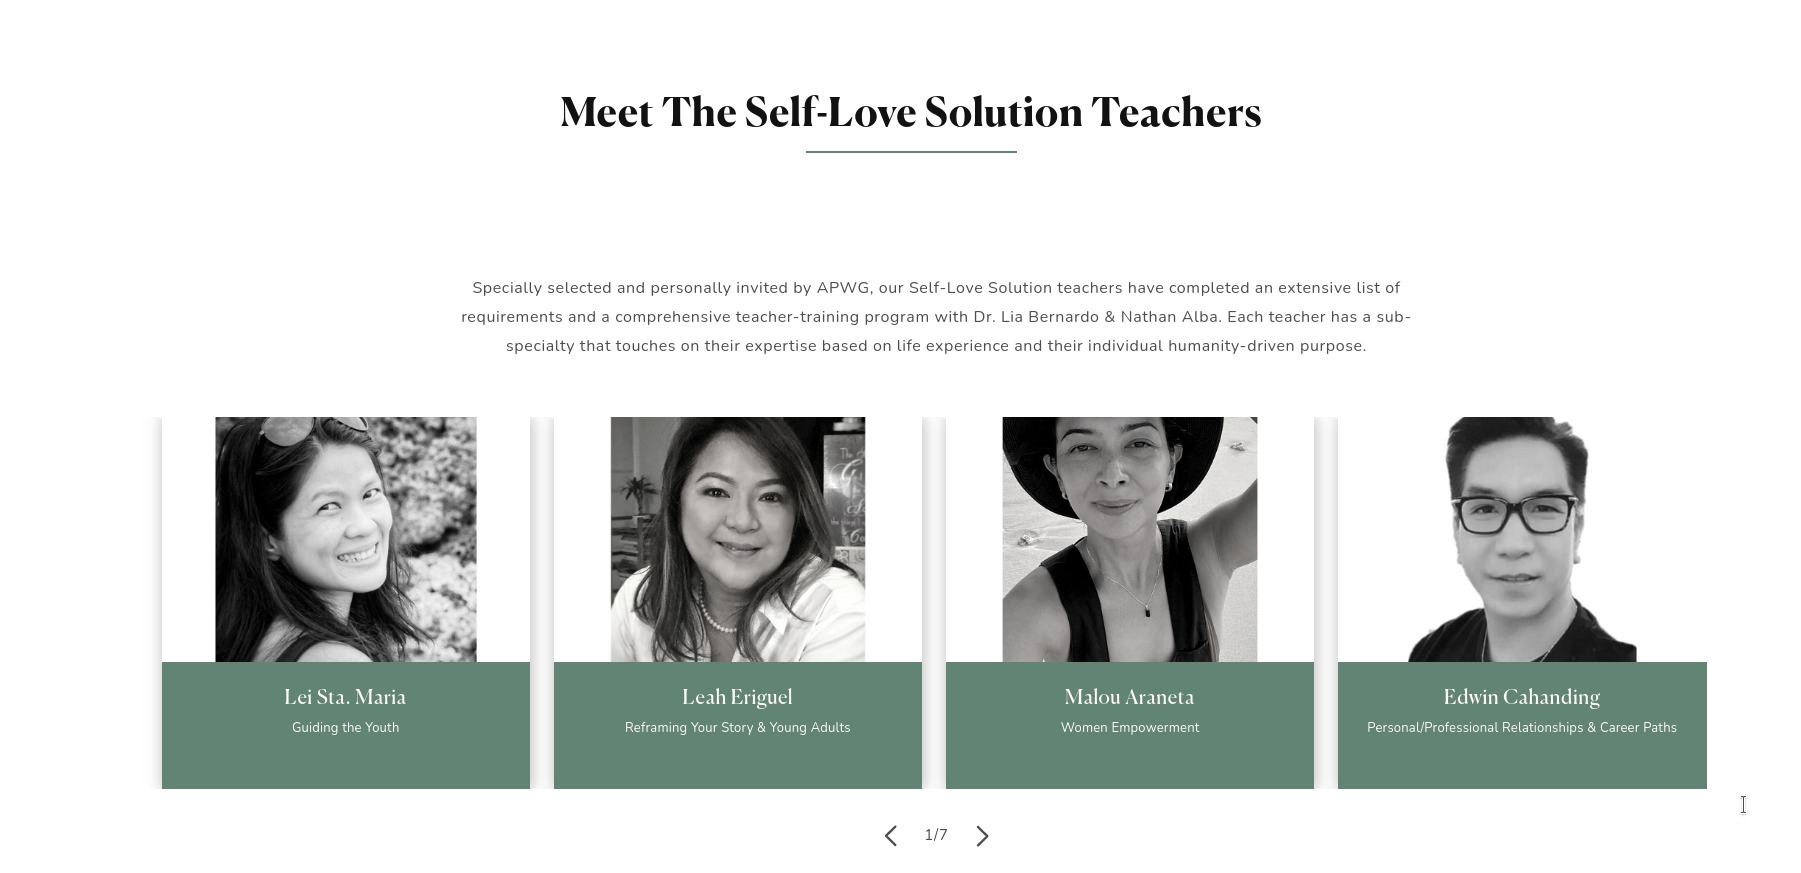 Meet The Self-Love Solution Teachers
Specially selected and personally invited by APWG, our Self-Love Solution teachers have completed an extensive list of
requirements and a comprehensive teacher-training program with Dr. Lia Bernardo & Nathan Alba. Each teacher has a sub-
specialty that touches on their expertise based on life experience and their individual humanity-driven purpose.
Lei Sta. Maria
Guiding the Youth
Leah Eriguel
Reframing Your Story & Young Adults
Malou Araneta
Women Empowerment
Edwin Cahanding
Personal/Professional Relationships & Career Paths
1/7